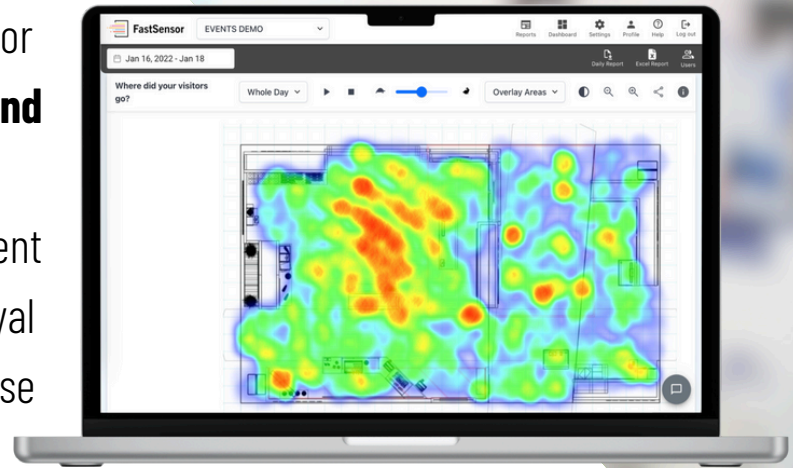 or
nd
ent
val
se
FastSensor
EVENTS DEMO
Reports
Dashboard
Settings
Profile
Help
Log out
Jan 16, 2022 - Jan 18
Daily Report
Excel Report
Users
Where did your visitors
go?
Whole Day
Overlay Areas